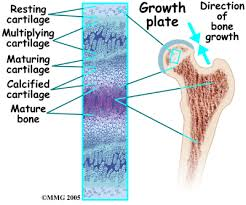 Resting
cartilage
Multiplying
cartilage
Maturing
cartilage
Calcified
cartilage
Mature
bone
Growth
plate
Direction
of bone
growth
©MMG 2005